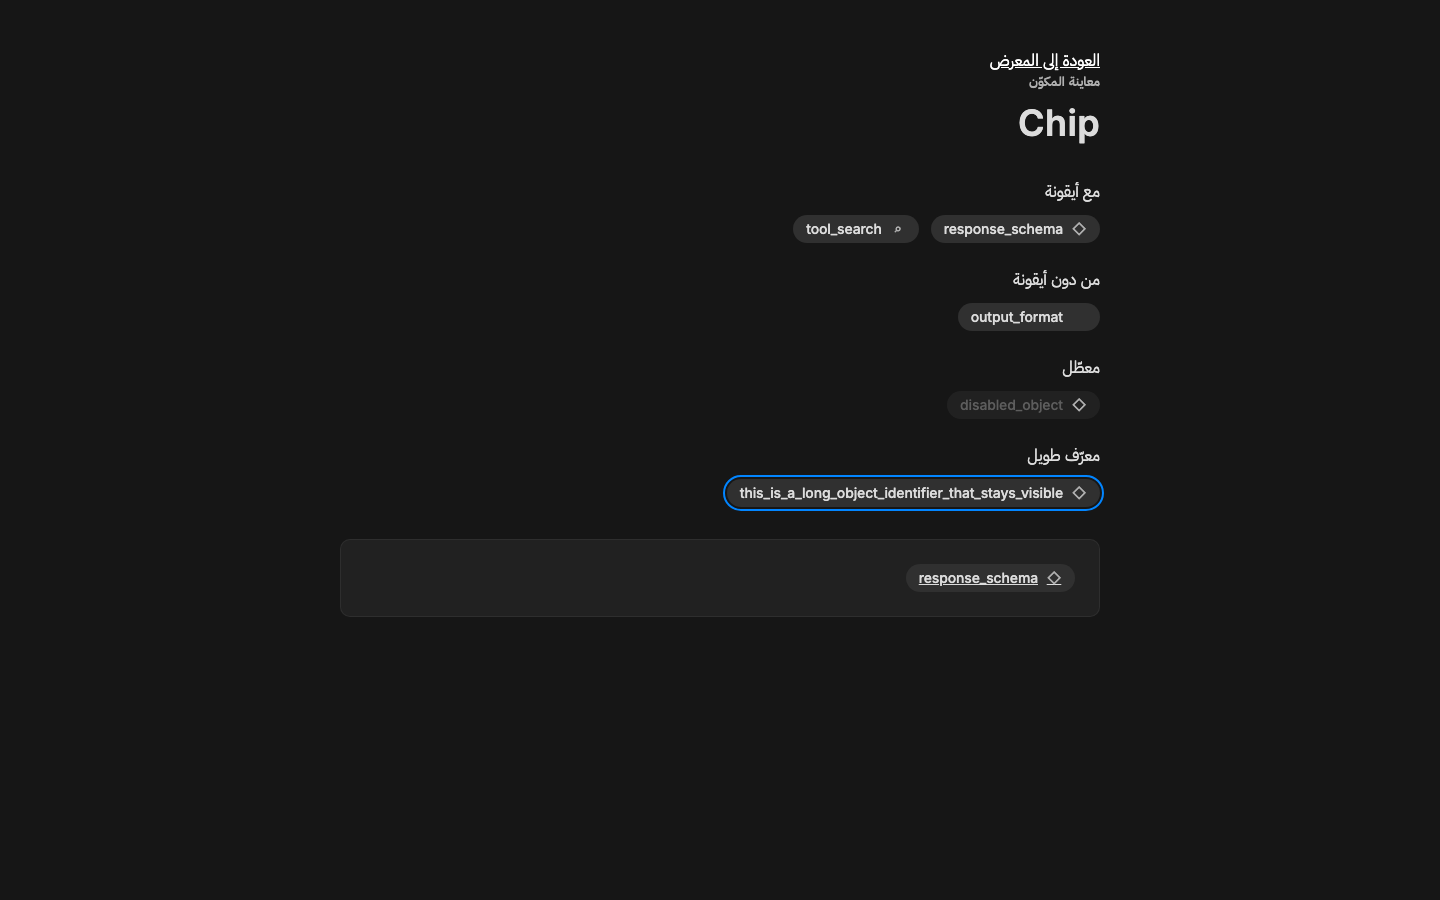 العودة إلى المعرض
معاينة المكوّن
Chip
مع أيقونة
response_schema
tool_search
من دون أيقونة
output_format
معطّل
disabled_object
معرّف طويل
this_is_a_long_object_identifier_that_stays_visible
response_schema